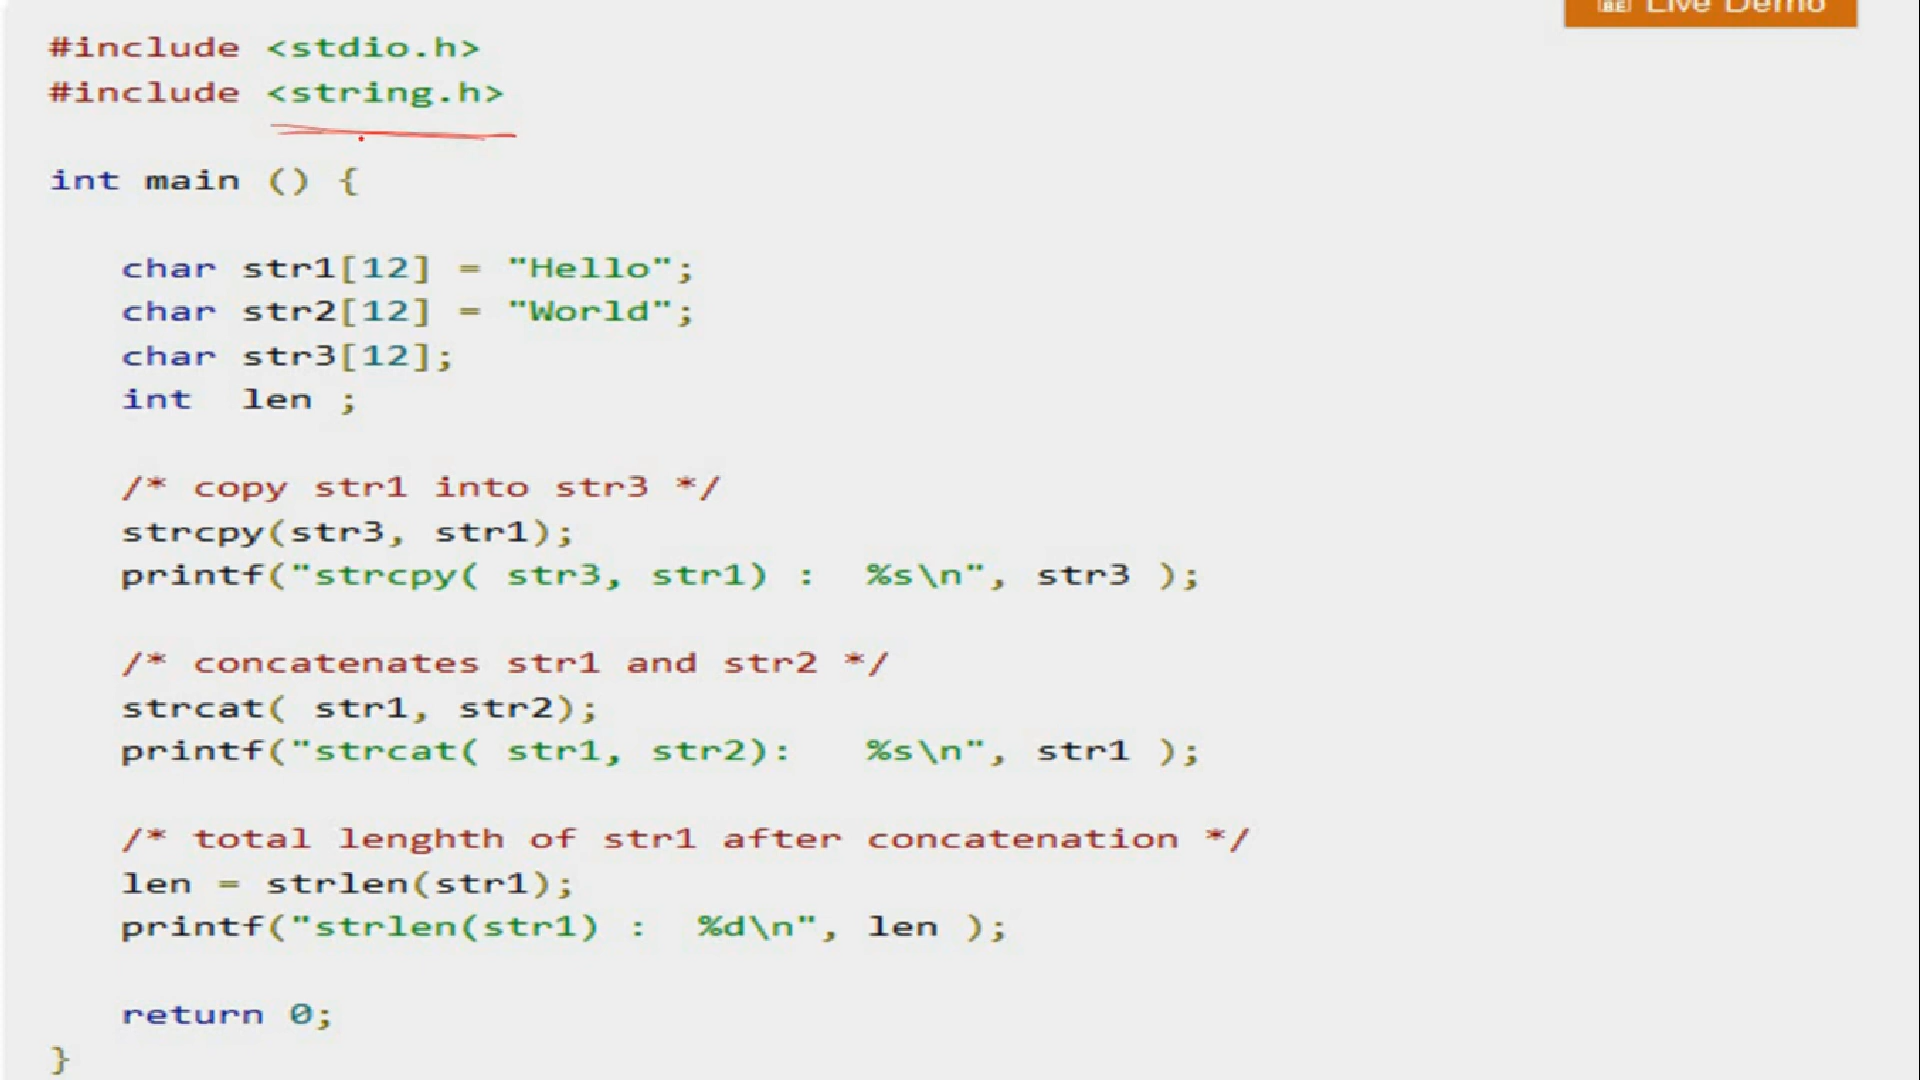 Live Demo
#include <stdio.h>
#include <string.h>
int main () {
char str1[12] = "Hello";
char str2[12] = "World";
char str3[12];
int  len ;
/* copy str1 into str3 */
strcpy(str3, str1);
printf("strcpy( str3, str1) :  %s\n", str3 );
/* concatenates str1 and str2 */
strcat( str1, str2);
printf("strcat( str1, str2):   %s\n", str1 );
/* total lenghth of str1 after concatenation */
len = strlen(str1);
printf("strlen(str1) :  %d\n", len );
return 0;
}